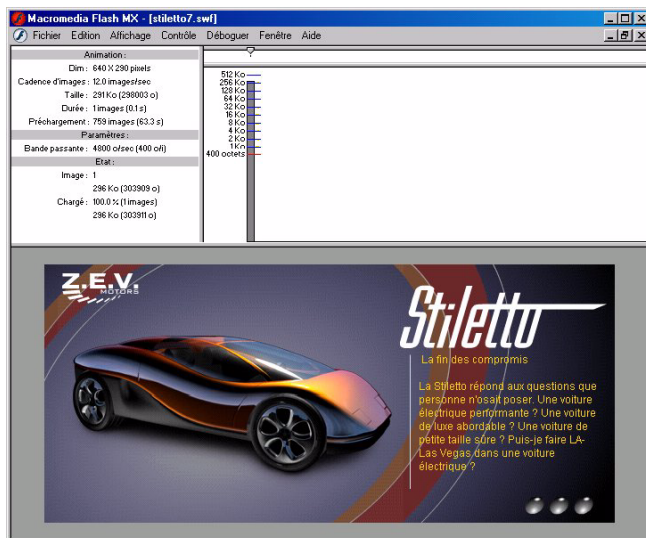 Macromedia Flash MX - [stiletto7.swf]
Fichier Edition Affichage Contrôle Déboguer Fenêtre Aide
Animation :
Dim : 640 X 290 pixels
Cadence d'images : 12.0 images/sec
Taille : 291 Ko (298003 o)
Durée : 1 images (0.1 s)
Préchargement : 759 images (63.3 s)
Paramètres :
Bande passante : 4800 o/sec (400 o/i)
Etat :
Image : 1
296 Ko (303909 o)
Chargé : 100.0 % (1 images)
296 Ko (303911 o)
512 Ko
256 Ko
128 Ko
64 Ko
32 Ko
16 Ko
8 Ko
4 Ko
2 Ko
1 Ko
400 octets
Z.E.V.
MOTORS
Stiletto
La fin des compromis
La Stiletto répond aux questions que
personne n'osait poser. Une voiture
électrique performante ? Une voiture
de luxe abordable ? Une voiture de
petite taille sûre ? Puis-je faire LA-
Las Vegas dans une voiture
électrique ?